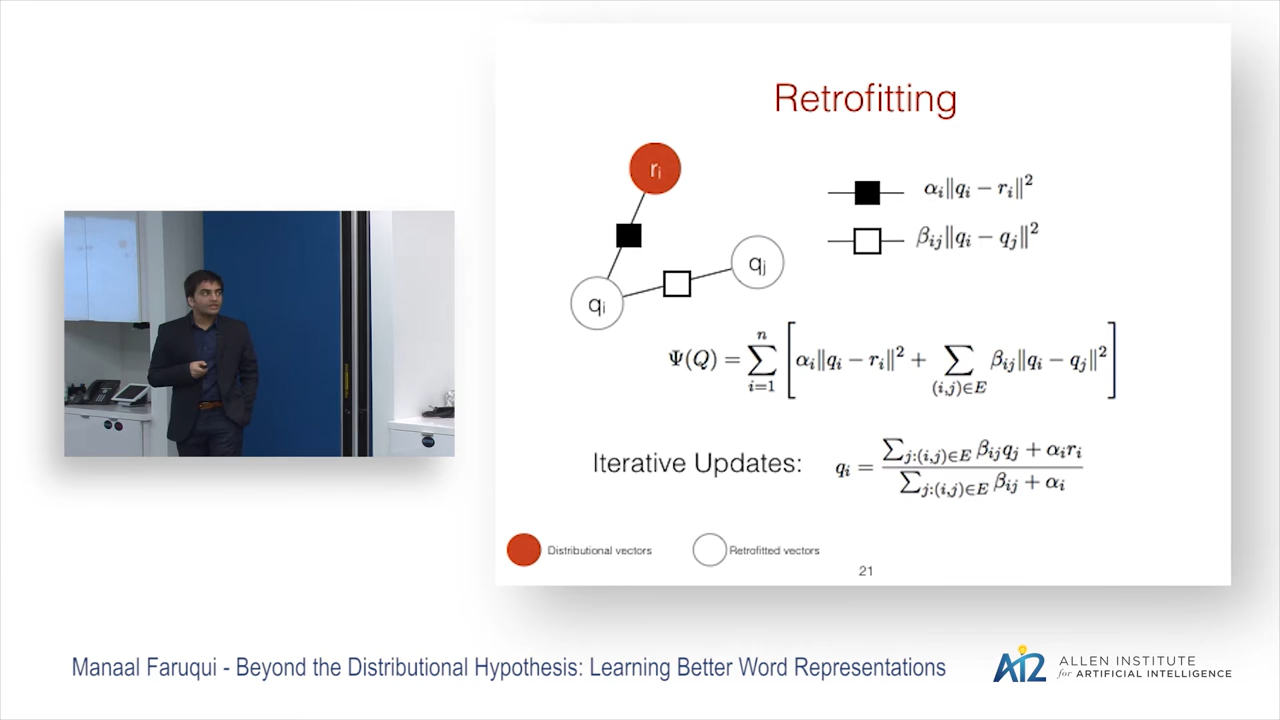 Retrofitting
rᵢ
qᵢ
qⱼ
αᵢ‖qᵢ − rᵢ‖²
βᵢⱼ‖qᵢ − qⱼ‖²
Ψ(Q) = ∑ᵢ₌₁ⁿ [αᵢ‖qᵢ − rᵢ‖² + ∑₍ᵢ,ⱼ₎∈E βᵢⱼ‖qᵢ − qⱼ‖²]
Iterative Updates: qᵢ = (∑ⱼ:(ᵢ,ⱼ)∈E βᵢⱼqⱼ + αᵢrᵢ) / (∑ⱼ:(ᵢ,ⱼ)∈E βᵢⱼ + αᵢ)
Distributional vectors
Retrofitted vectors
21
Manaal Faruqui - Beyond the Distributional Hypothesis: Learning Better Word Representations
AI2
ALLEN INSTITUTE
for ARTIFICIAL INTELLIGENCE